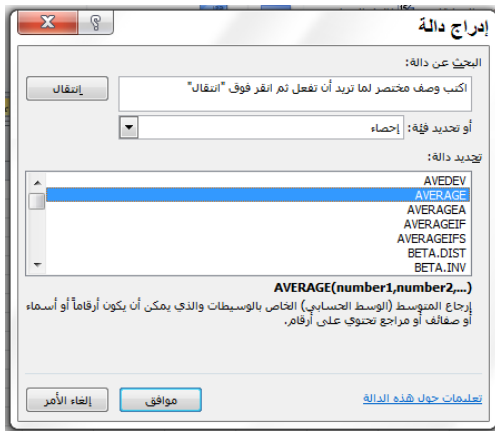 إدراج دالة
البحث عن دالة:
اكتب وصف مختصر لما تريد أن تفعل ثم انقر فوق "انتقال"
إنتقال
أو تحديد فئة: إحصاء
تحديد دالة:
AVEDEV
AVERAGE
AVERAGEA
AVERAGEIF
AVERAGEIFS
BETA.DIST
BETA.INV
AVERAGE(number1,number2,...)
إرجاع المتوسط (الوسط الحسابي) الخاص بالوسيطات والذي يمكن أن يكون أرقاماً أو أسماء
أو صفائف أو مراجع تحتوي على أرقام.
تعليمات حول هذه الدالة
موافق
إلغاء الأمر